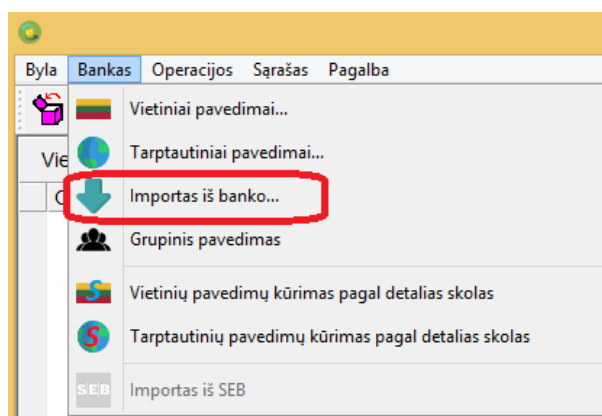 Byla Bankas Operacijos Sąrašas Pagalba
Vietiniai pavedimai...
Vie
Tarptautiniai pavedimai...
Importas iš banko...
Grupinis pavedimas
S Vietinių pavedimų kūrimas pagal detalias skolas
S Tarptautinių pavedimų kūrimas pagal detalias skolas
SEB Importas iš SEB